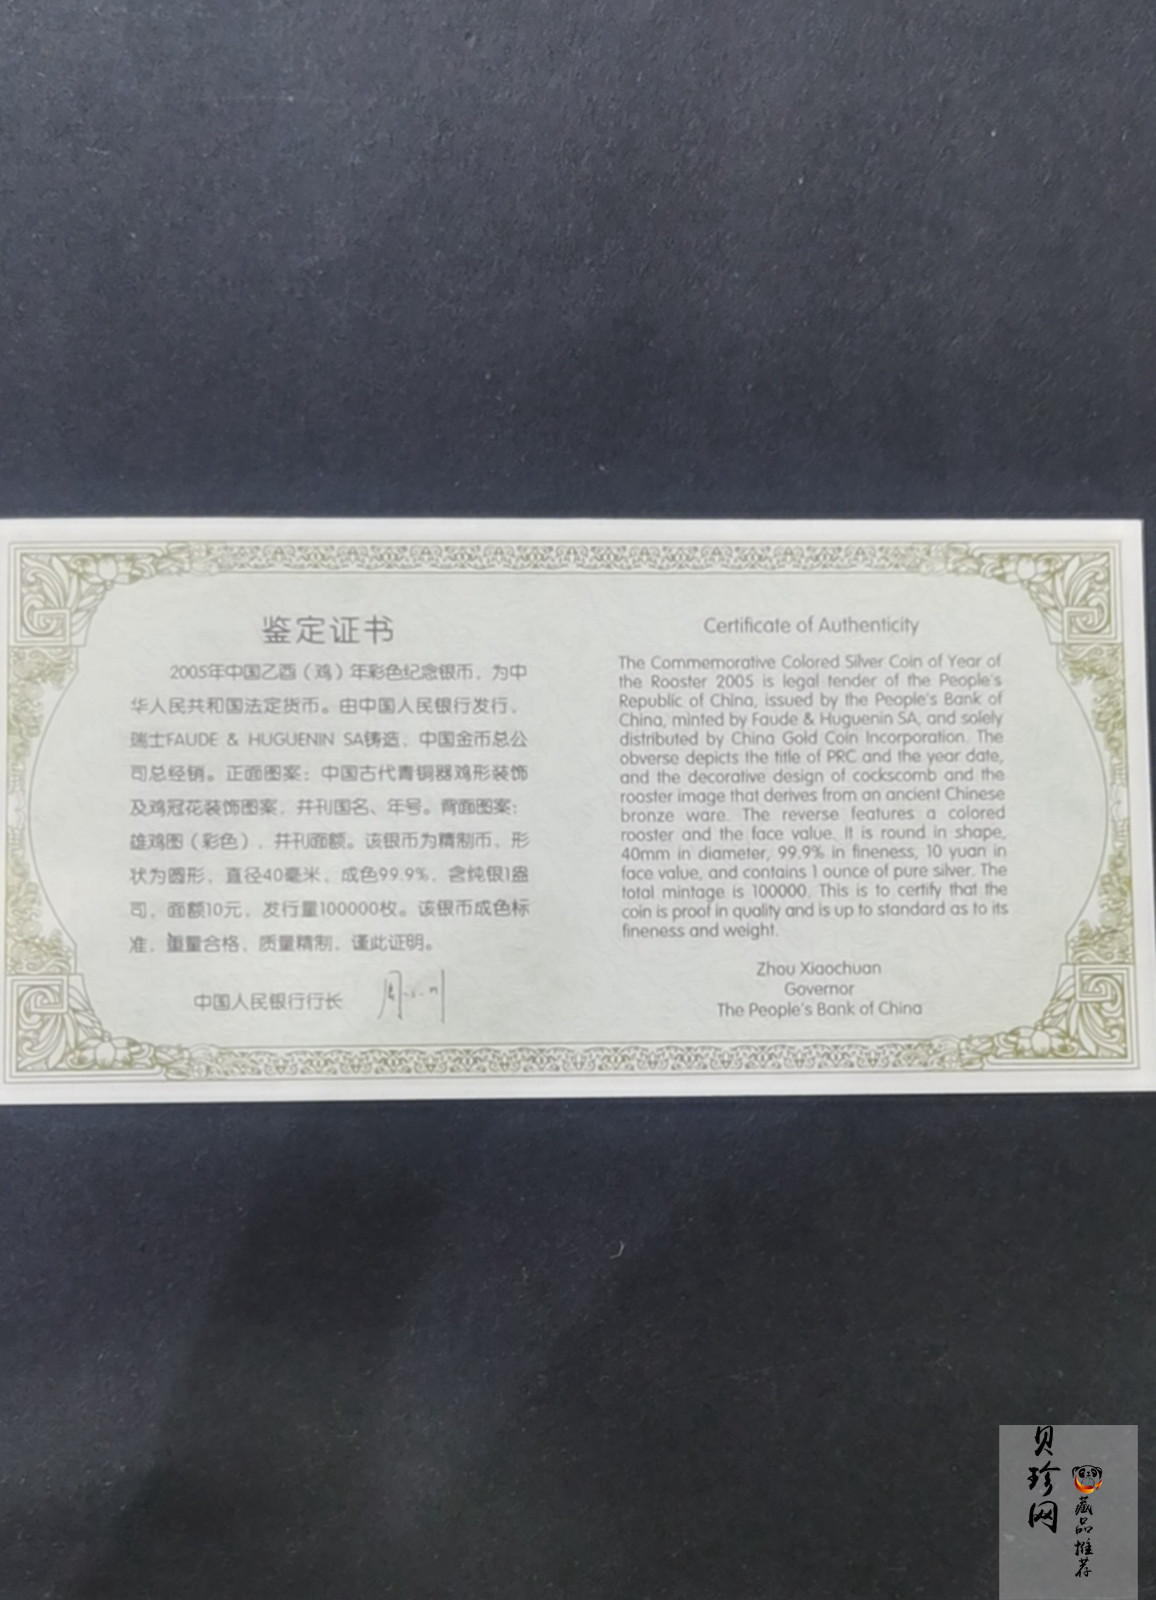 鉴定证书
2005年中国乙酉（鸡）年彩色纪念银币，为中
华人民共和国法定货币。由中国人民银行发行，
瑞士FAUDE & HUGUENIN SA铸造，中国金币总公
司总经销。正面图案：中国古代青铜器鸡形装饰
及鸡冠花装饰图案，并刊国名、年号。背面图案：
雄鸡图（彩色），并刊面额。该银币为精制币，形
状为圆形，直径40毫米，成色99.9%，含纯银1盎
司，面额10元，发行量100000枚。该银币成色标
准，重量合格，质量精制，谨此证明。
中国人民银行行长
Certificate of Authenticity
The Commemorative Colored Silver Coin of Year of
the Rooster 2005 is legal tender of the People's
Republic of China, issued by the People's Bank of
China, minted by Faude & Huguenin SA, and solely
distributed by China Gold Coin Incorporation. The
obverse depicts the title of PRC and the year date,
and the decorative design of cockscomb and the
rooster image that derives from an ancient Chinese
bronze ware. The reverse features a colored
rooster and the face value. It is round in shape,
40mm in diameter, 99.9% in fineness, 10 yuan in
face value, and contains 1 ounce of pure silver. The
total mintage is 100000. This is to certify that the
coin is proof in quality and is up to standard as to its
fineness and weight.
Zhou Xiaochuan
Governor
The People's Bank of China
贝珍网
藏品推荐